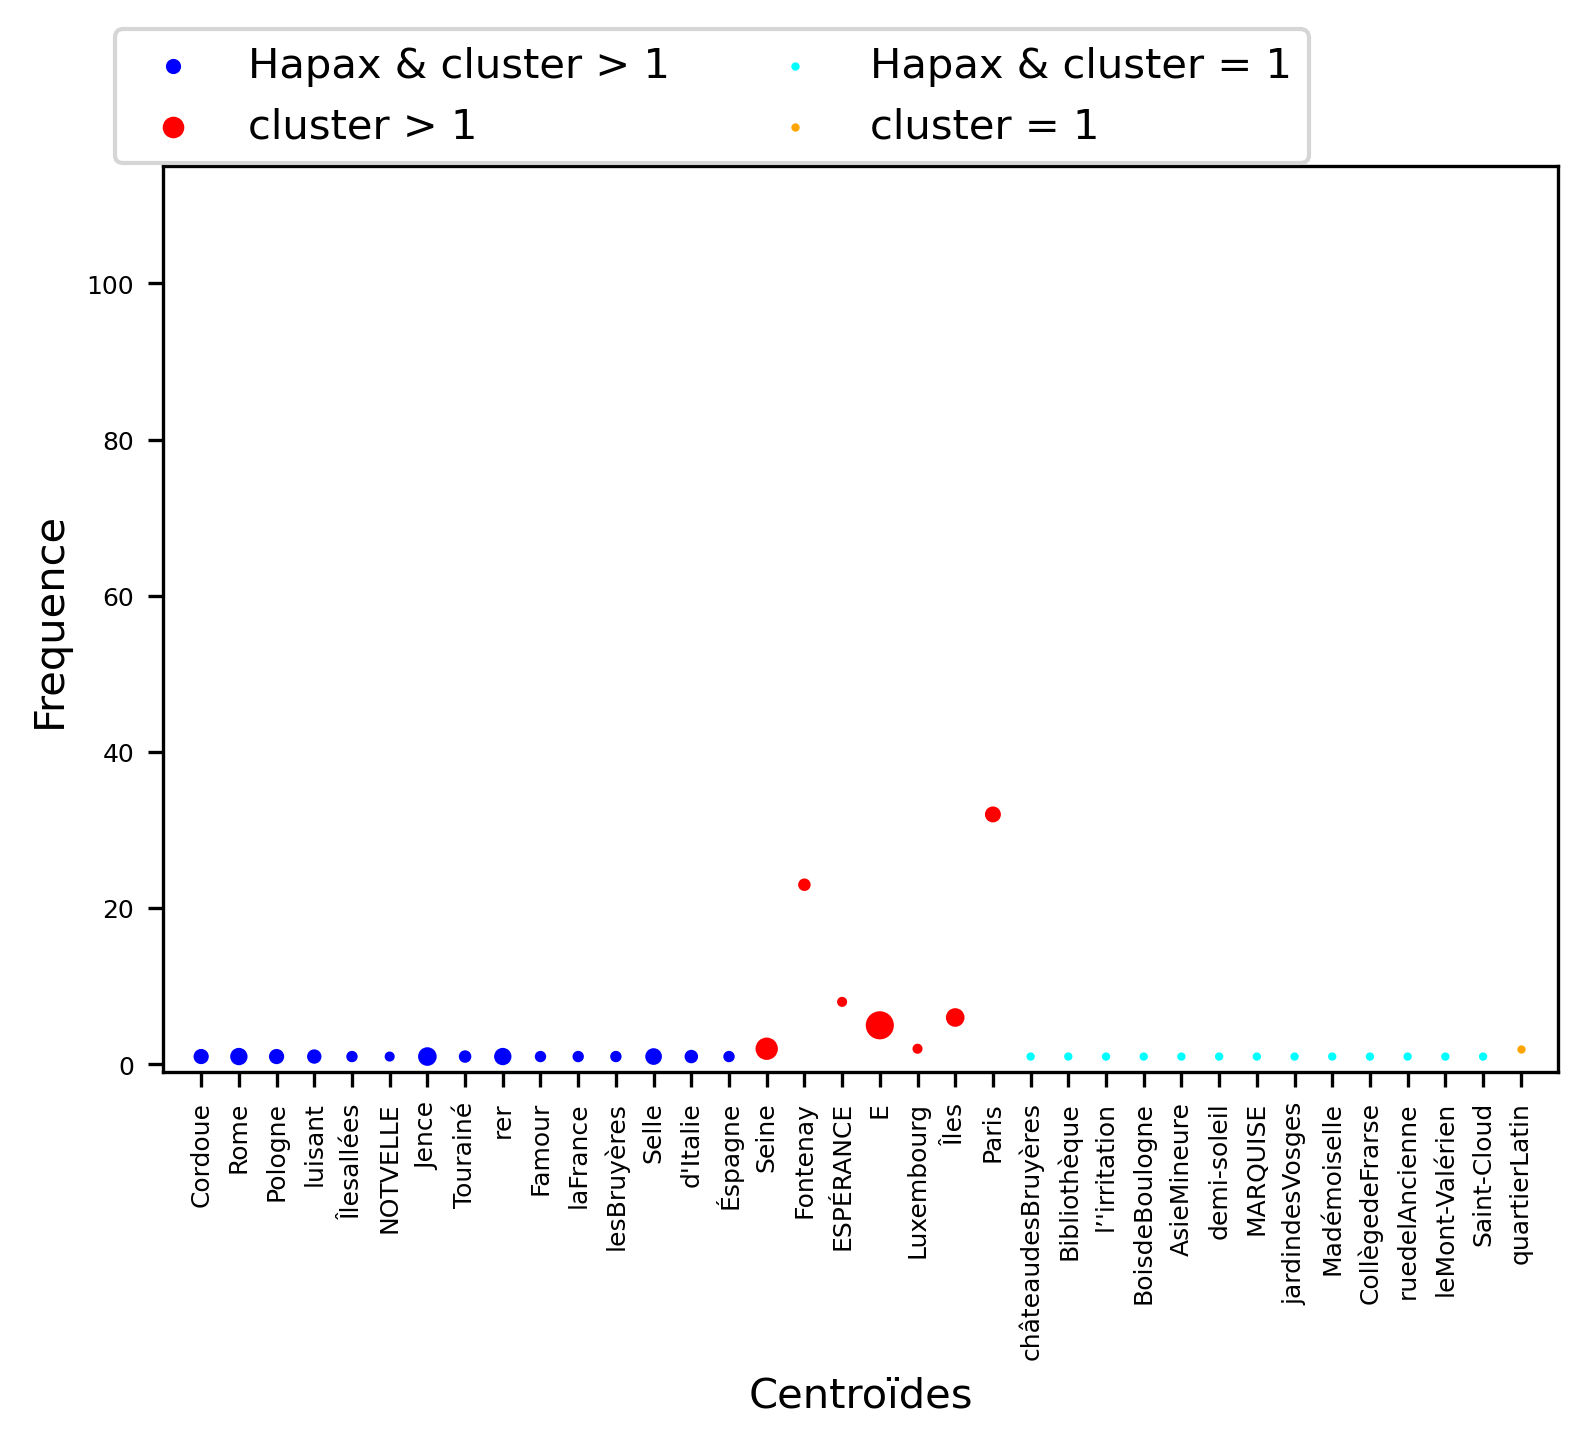 Hapax & cluster > 1
Hapax & cluster = 1
cluster > 1
cluster = 1
Frequence
100
80
60
40
20
0
Cordoue
Rome
Pologne
luisant
Îlesallées
NOTVELLE
Jence
Tourainé
rer
Famour
laFrance
lesBruyères
Selle
d'Italie
Éspagne
Seine
Fontenay
ESPÉRANCE
E
Luxembourg
Îles
Paris
châteaudesBruyères
Bibliothèque
l’'irritation
BoisdeBoulogne
AsieMineure
demi-soleil
MARQUISE
jardindesVosges
Madémoiselle
CollègedeFrarse
ruedelAncienne
leMont-Valérien
Saint-Cloud
quartierLatin
Centroïdes